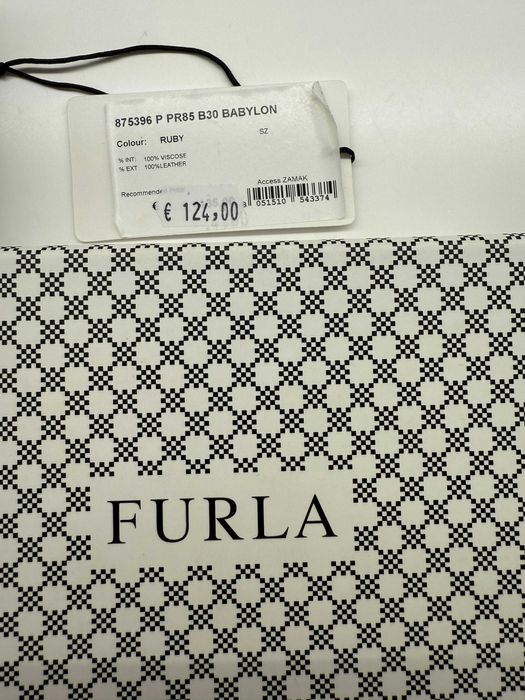 875396 P PR85 B30 BABYLON
Colour: RUBY SZ
% INT: 100% VISCOSE
% EXT 100%LEATHER
Access ZAMAK
€ 124,00
051510 543374
FURLA